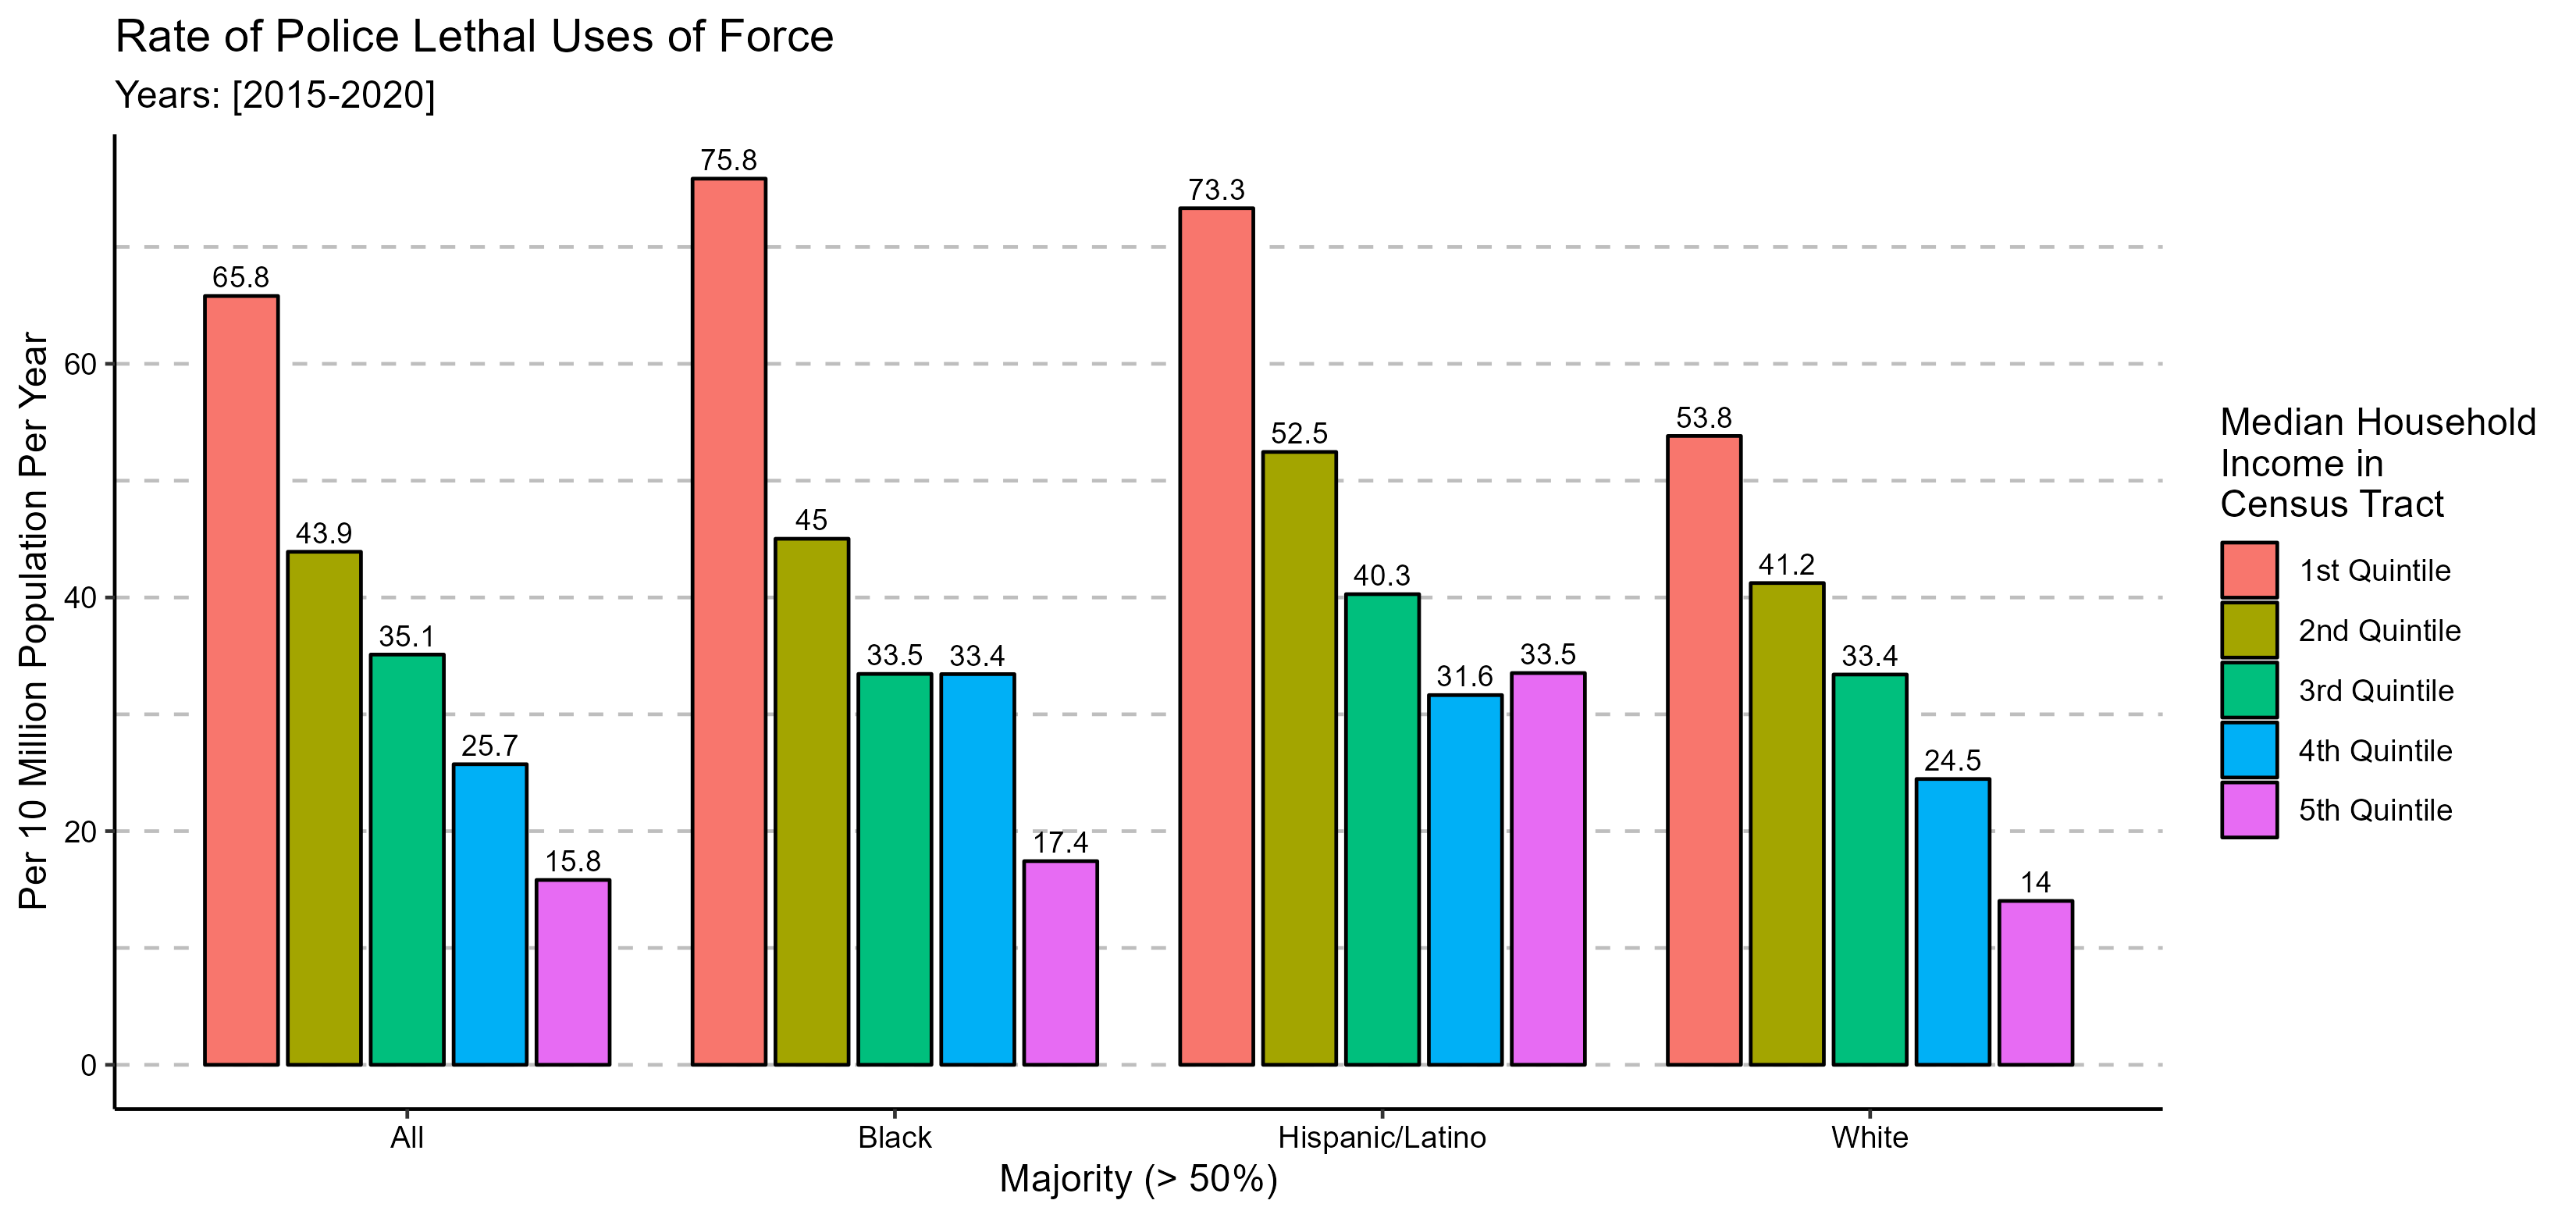 Rate of Police Lethal Uses of Force
Years: [2015-2020]
Per 10 Million Population Per Year
60
40
20
0
65.8
43.9
35.1
25.7
15.8
75.8
45
33.5
33.4
17.4
73.3
52.5
40.3
31.6
33.5
53.8
41.2
33.4
24.5
14
All
Black
Hispanic/Latino
White
Majority (> 50%)
Median Household
Income in
Census Tract
1st Quintile
2nd Quintile
3rd Quintile
4th Quintile
5th Quintile